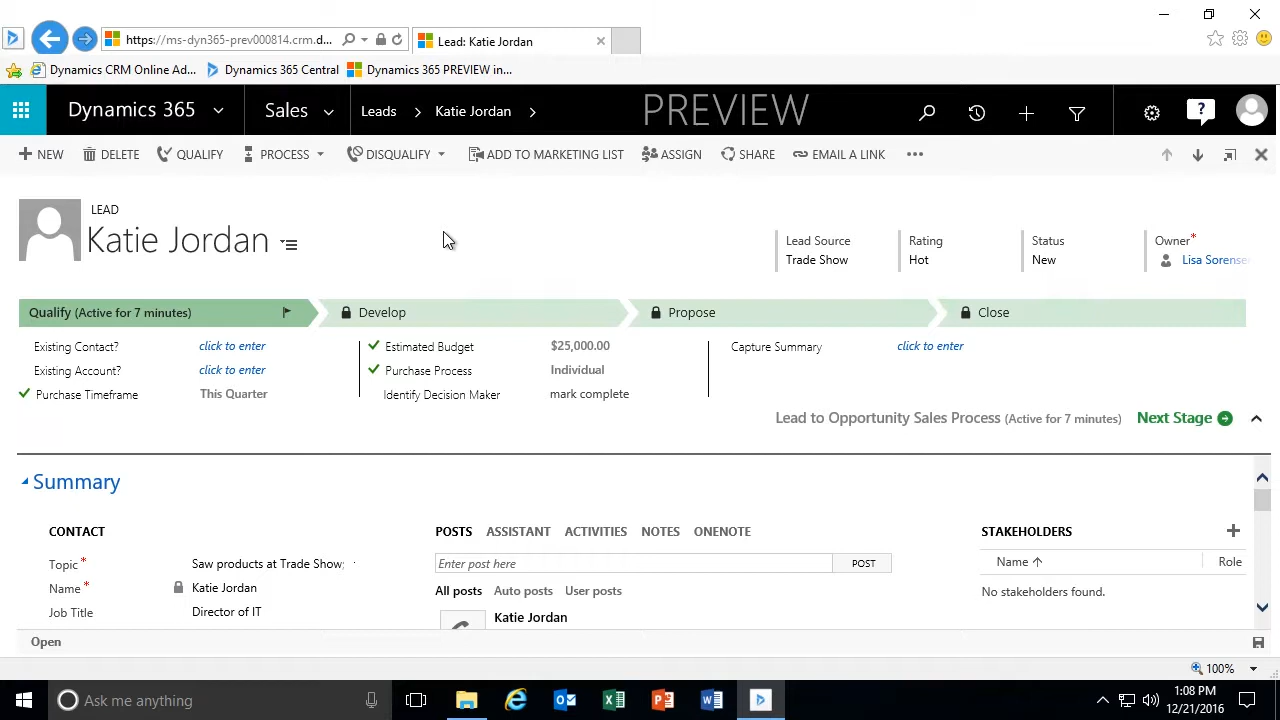 https://ms-dyn365-prev000814.crm.d...
Lead: Katie Jordan
Dynamics CRM Online Ad...
Dynamics 365 Central
Dynamics 365 PREVIEW in...
Dynamics 365
Sales
Leads
Katie Jordan
PREVIEW
NEW
DELETE
QUALIFY
PROCESS
DISQUALIFY
ADD TO MARKETING LIST
ASSIGN
SHARE
EMAIL A LINK
LEAD
Katie Jordan
Lead Source
Trade Show
Rating
Hot
Status
New
Owner*
Lisa Sorense
Qualify (Active for 7 minutes)
Develop
Propose
Close
Existing Contact? click to enter
Existing Account? click to enter
Purchase Timeframe This Quarter
Estimated Budget $25,000.00
Purchase Process Individual
Identify Decision Maker mark complete
Capture Summary click to enter
Lead to Opportunity Sales Process (Active for 7 minutes) Next Stage
Summary
CONTACT
Topic* Saw products at Trade Show;
Name* Katie Jordan
Job Title Director of IT
POSTS ASSISTANT ACTIVITIES NOTES ONENOTE
Enter post here POST
All posts Auto posts User posts
Katie Jordan
STAKEHOLDERS
Name Role
No stakeholders found.
Open
100%
Ask me anything
1:08 PM
12/21/2016